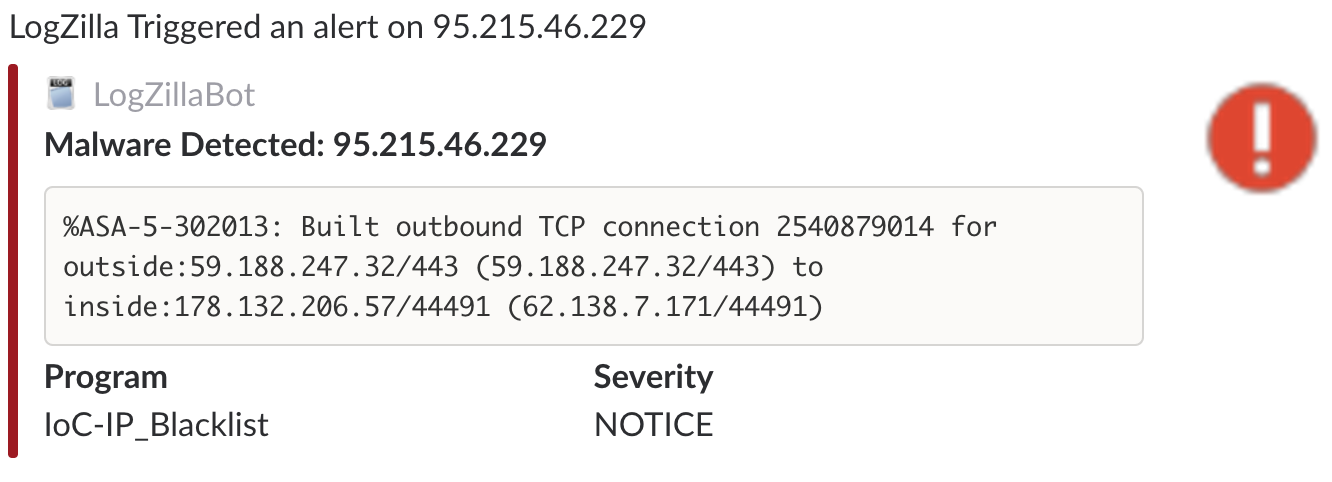 LogZilla Triggered an alert on 95.215.46.229
LOG
LogZillaBot
Malware Detected: 95.215.46.229
%ASA-5-302013: Built outbound TCP connection 2540879014 for
outside:59.188.247.32/443 (59.188.247.32/443) to
inside:178.132.206.57/44491 (62.138.7.171/44491)
Program Severity
IoC-IP_Blacklist NOTICE